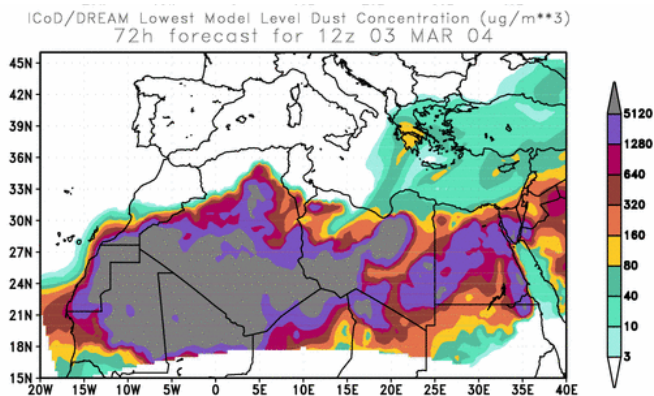 ICoD/DREAM Lowest Model Level Dust Concentration (ug/m**3)
72h forecast for 12z 03 MAR 04
45N
42N
39N
36N
33N
30N
27N
24N
21N
18N
15N
20W 15W 10W 5W 0 5E 10E 15E 20E 25E 30E 35E 40E
5120
1280
640
320
160
80
40
10
3